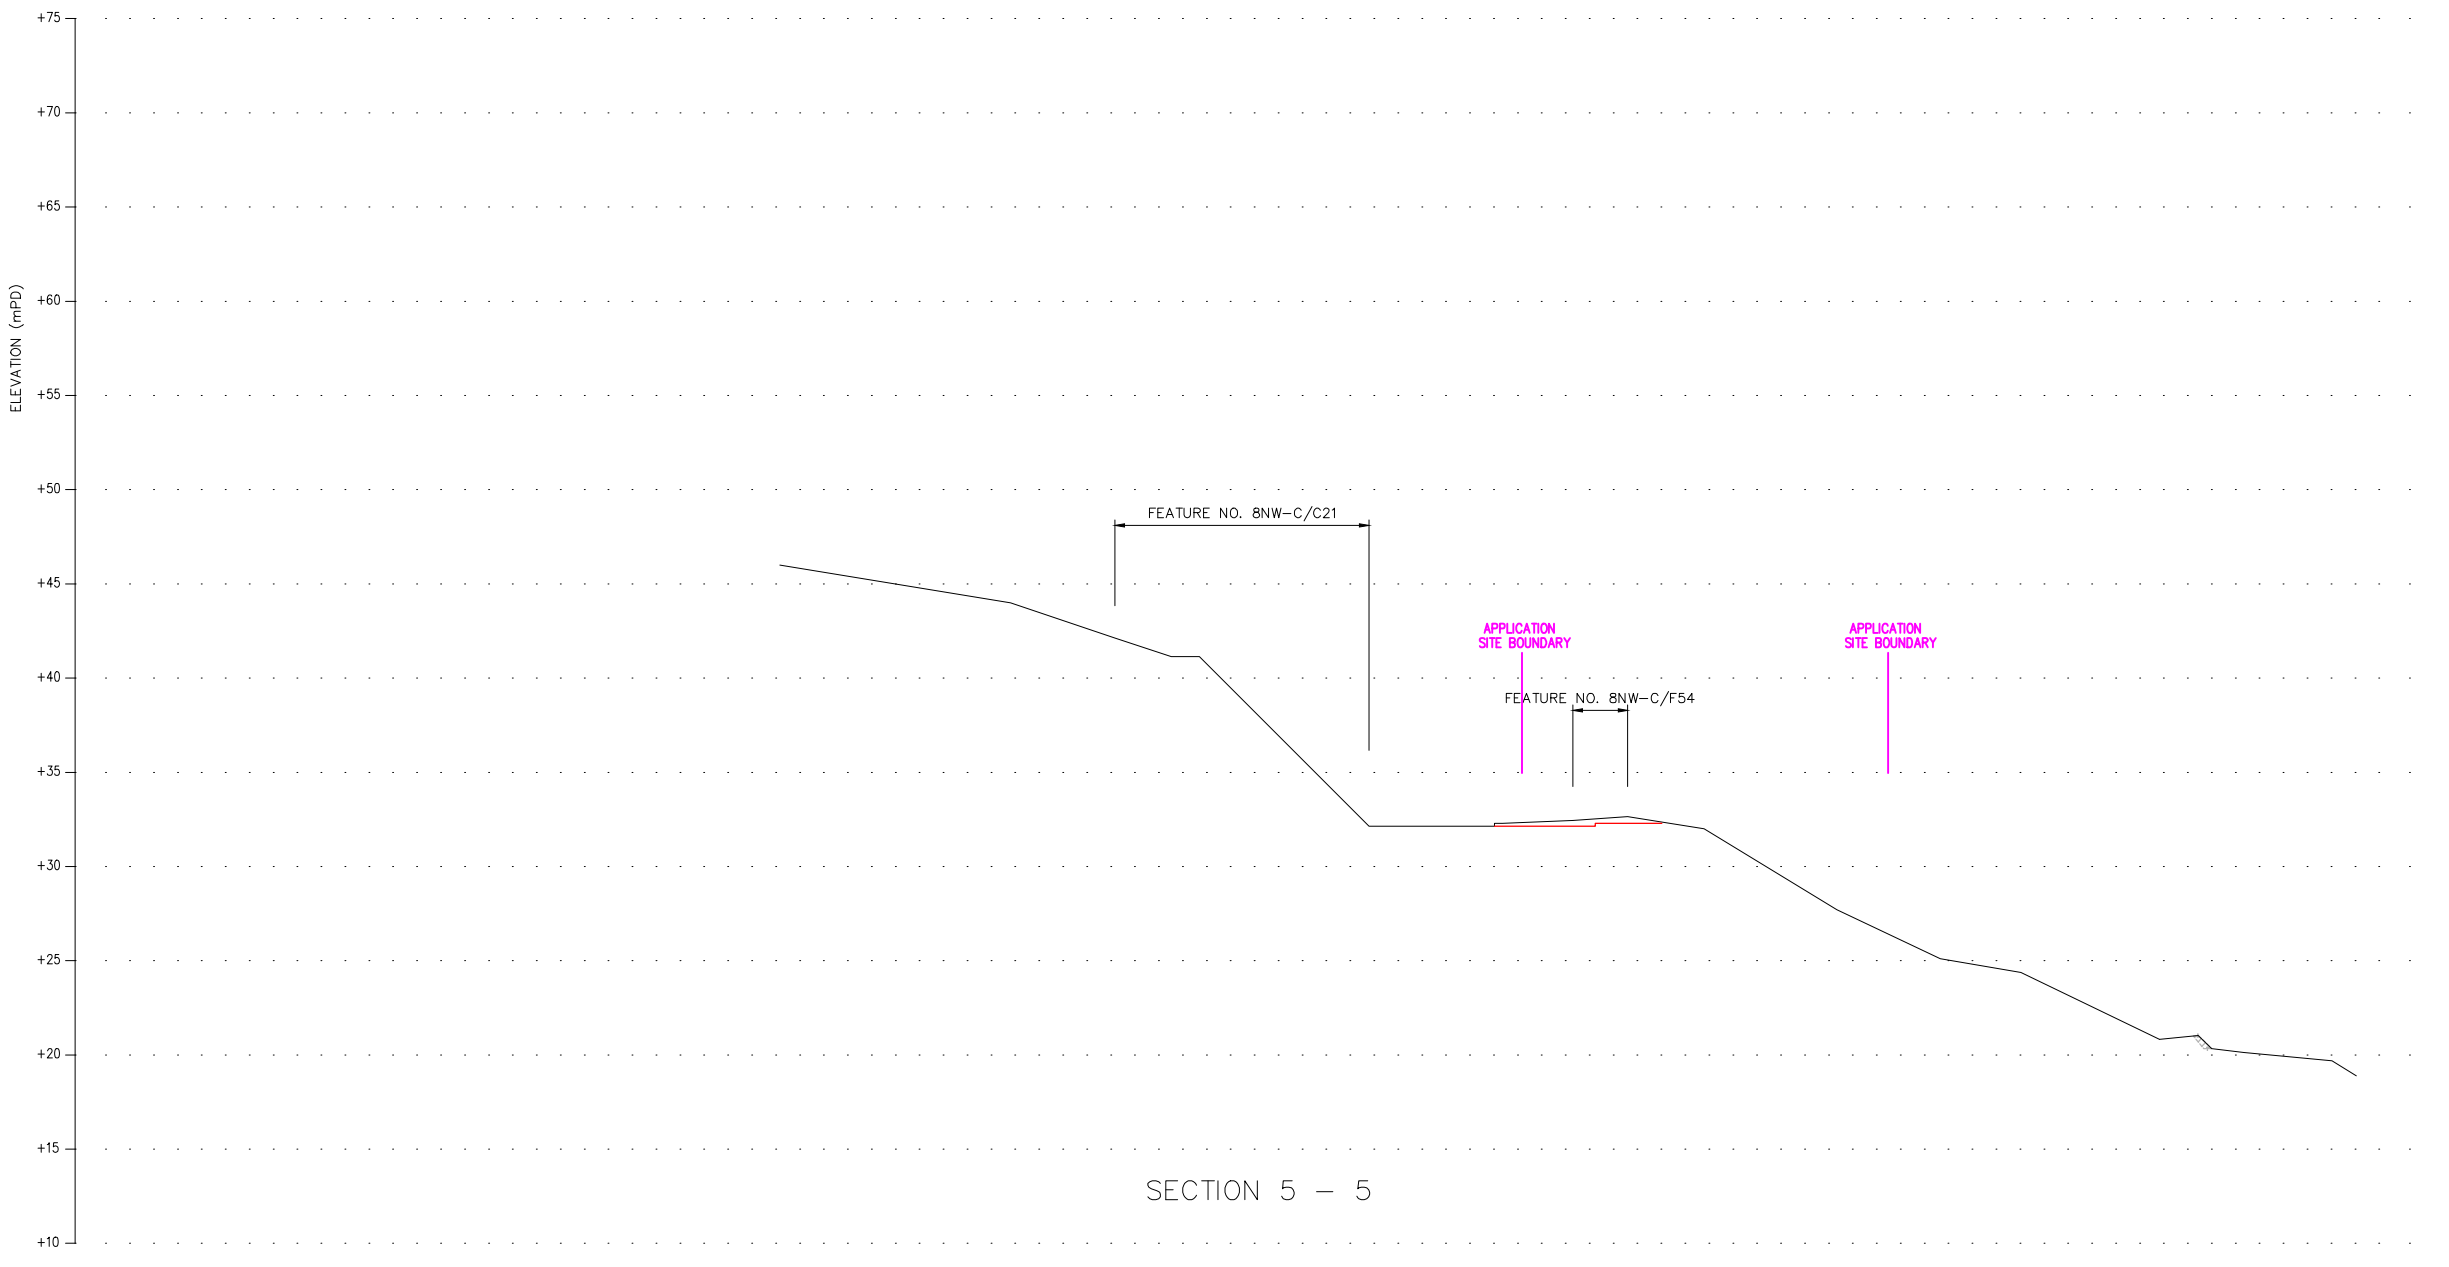 +75
+70
+65
+60
+55
+50
+45
+40
+35
+30
+25
+20
+15
+10
ELEVATION (mPD)
FEATURE NO. 8NW-C/C21
APPLICATION
SITE BOUNDARY
APPLICATION
SITE BOUNDARY
FEATURE NO. 8NW-C/F54
SECTION 5 - 5